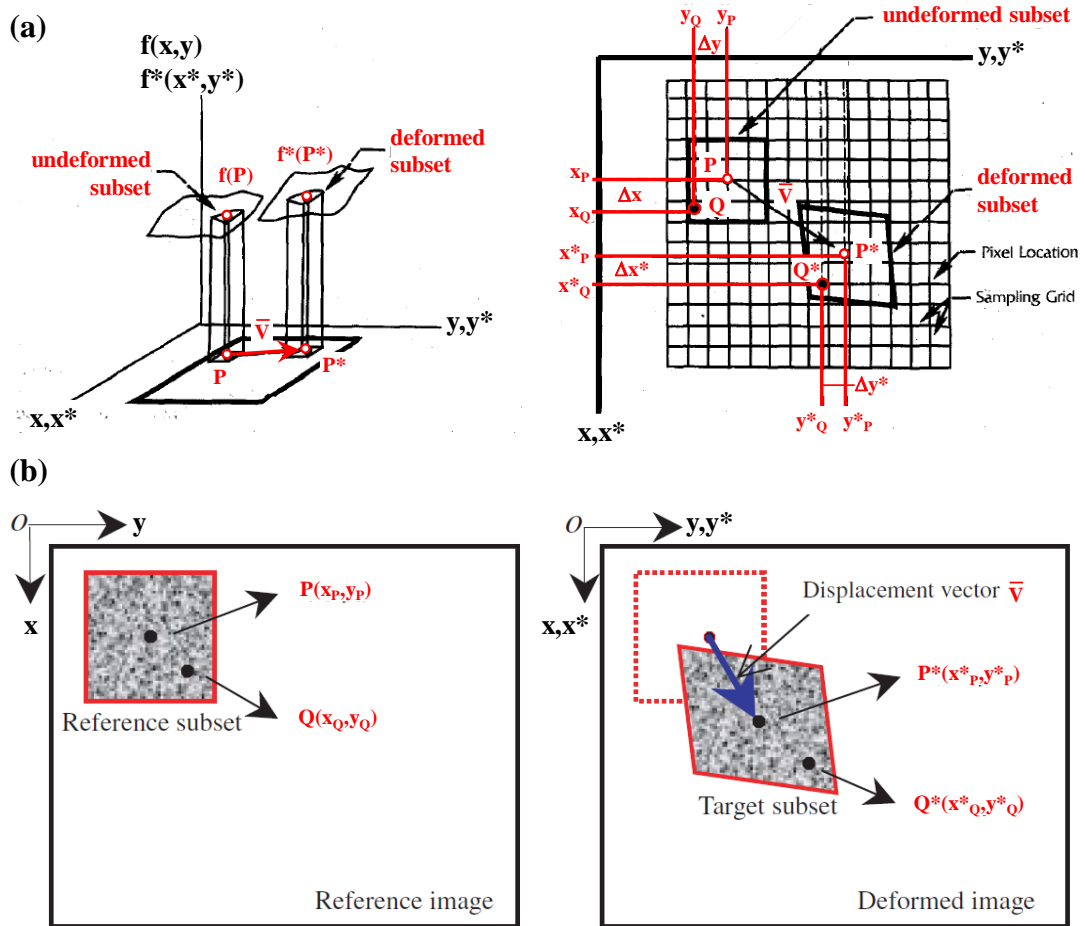 (a)
f(x,y)
f*(x*,y*)
undeformed
subset
f(P)
f*(P*)
deformed
subset
V̅
P
P*
y,y*
x,x*
yQ yP
Δy
undeformed subset
y,y*
xP
Δx
xQ
x*P
Δx*
x*Q
P
Q
V̅
P*
Q*
deformed
subset
Pixel Location
Sampling Grid
Δy*
y*Q y*P
x,x*
(b)
O
y
x
P(xP,yP)
Reference subset
Q(xQ,yQ)
Reference image
O
y,y*
x,x*
Displacement vector V̅
P*(x*P,y*P)
Target subset
Q*(x*Q,y*Q)
Deformed image